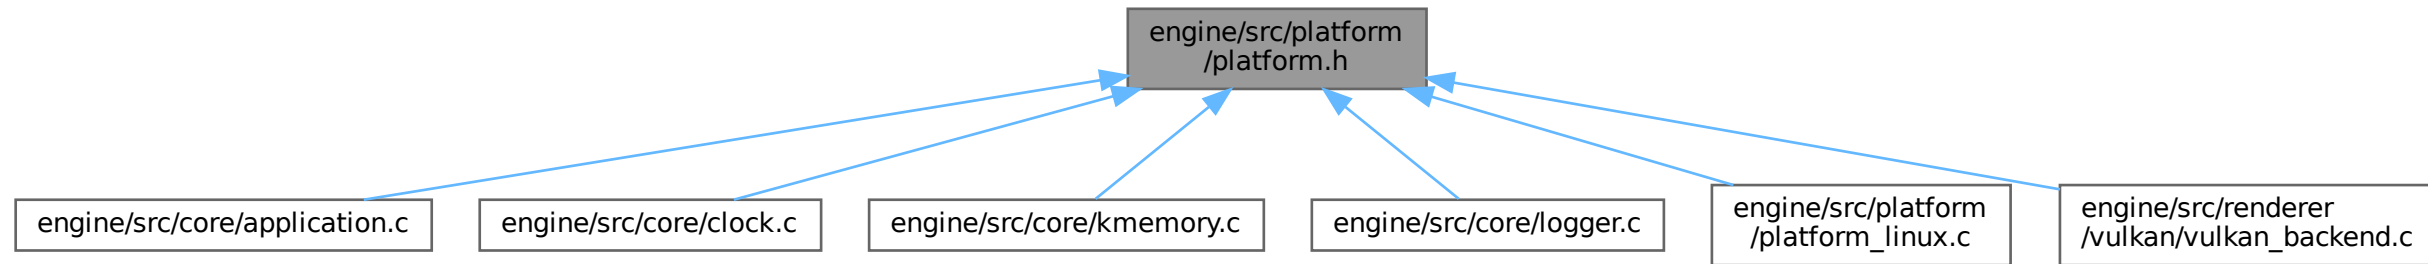 engine/src/platform
/platform.h
engine/src/core/application.c
engine/src/core/clock.c
engine/src/core/kmemory.c
engine/src/core/logger.c
engine/src/platform
/platform_linux.c
engine/src/renderer
/vulkan/vulkan_backend.c